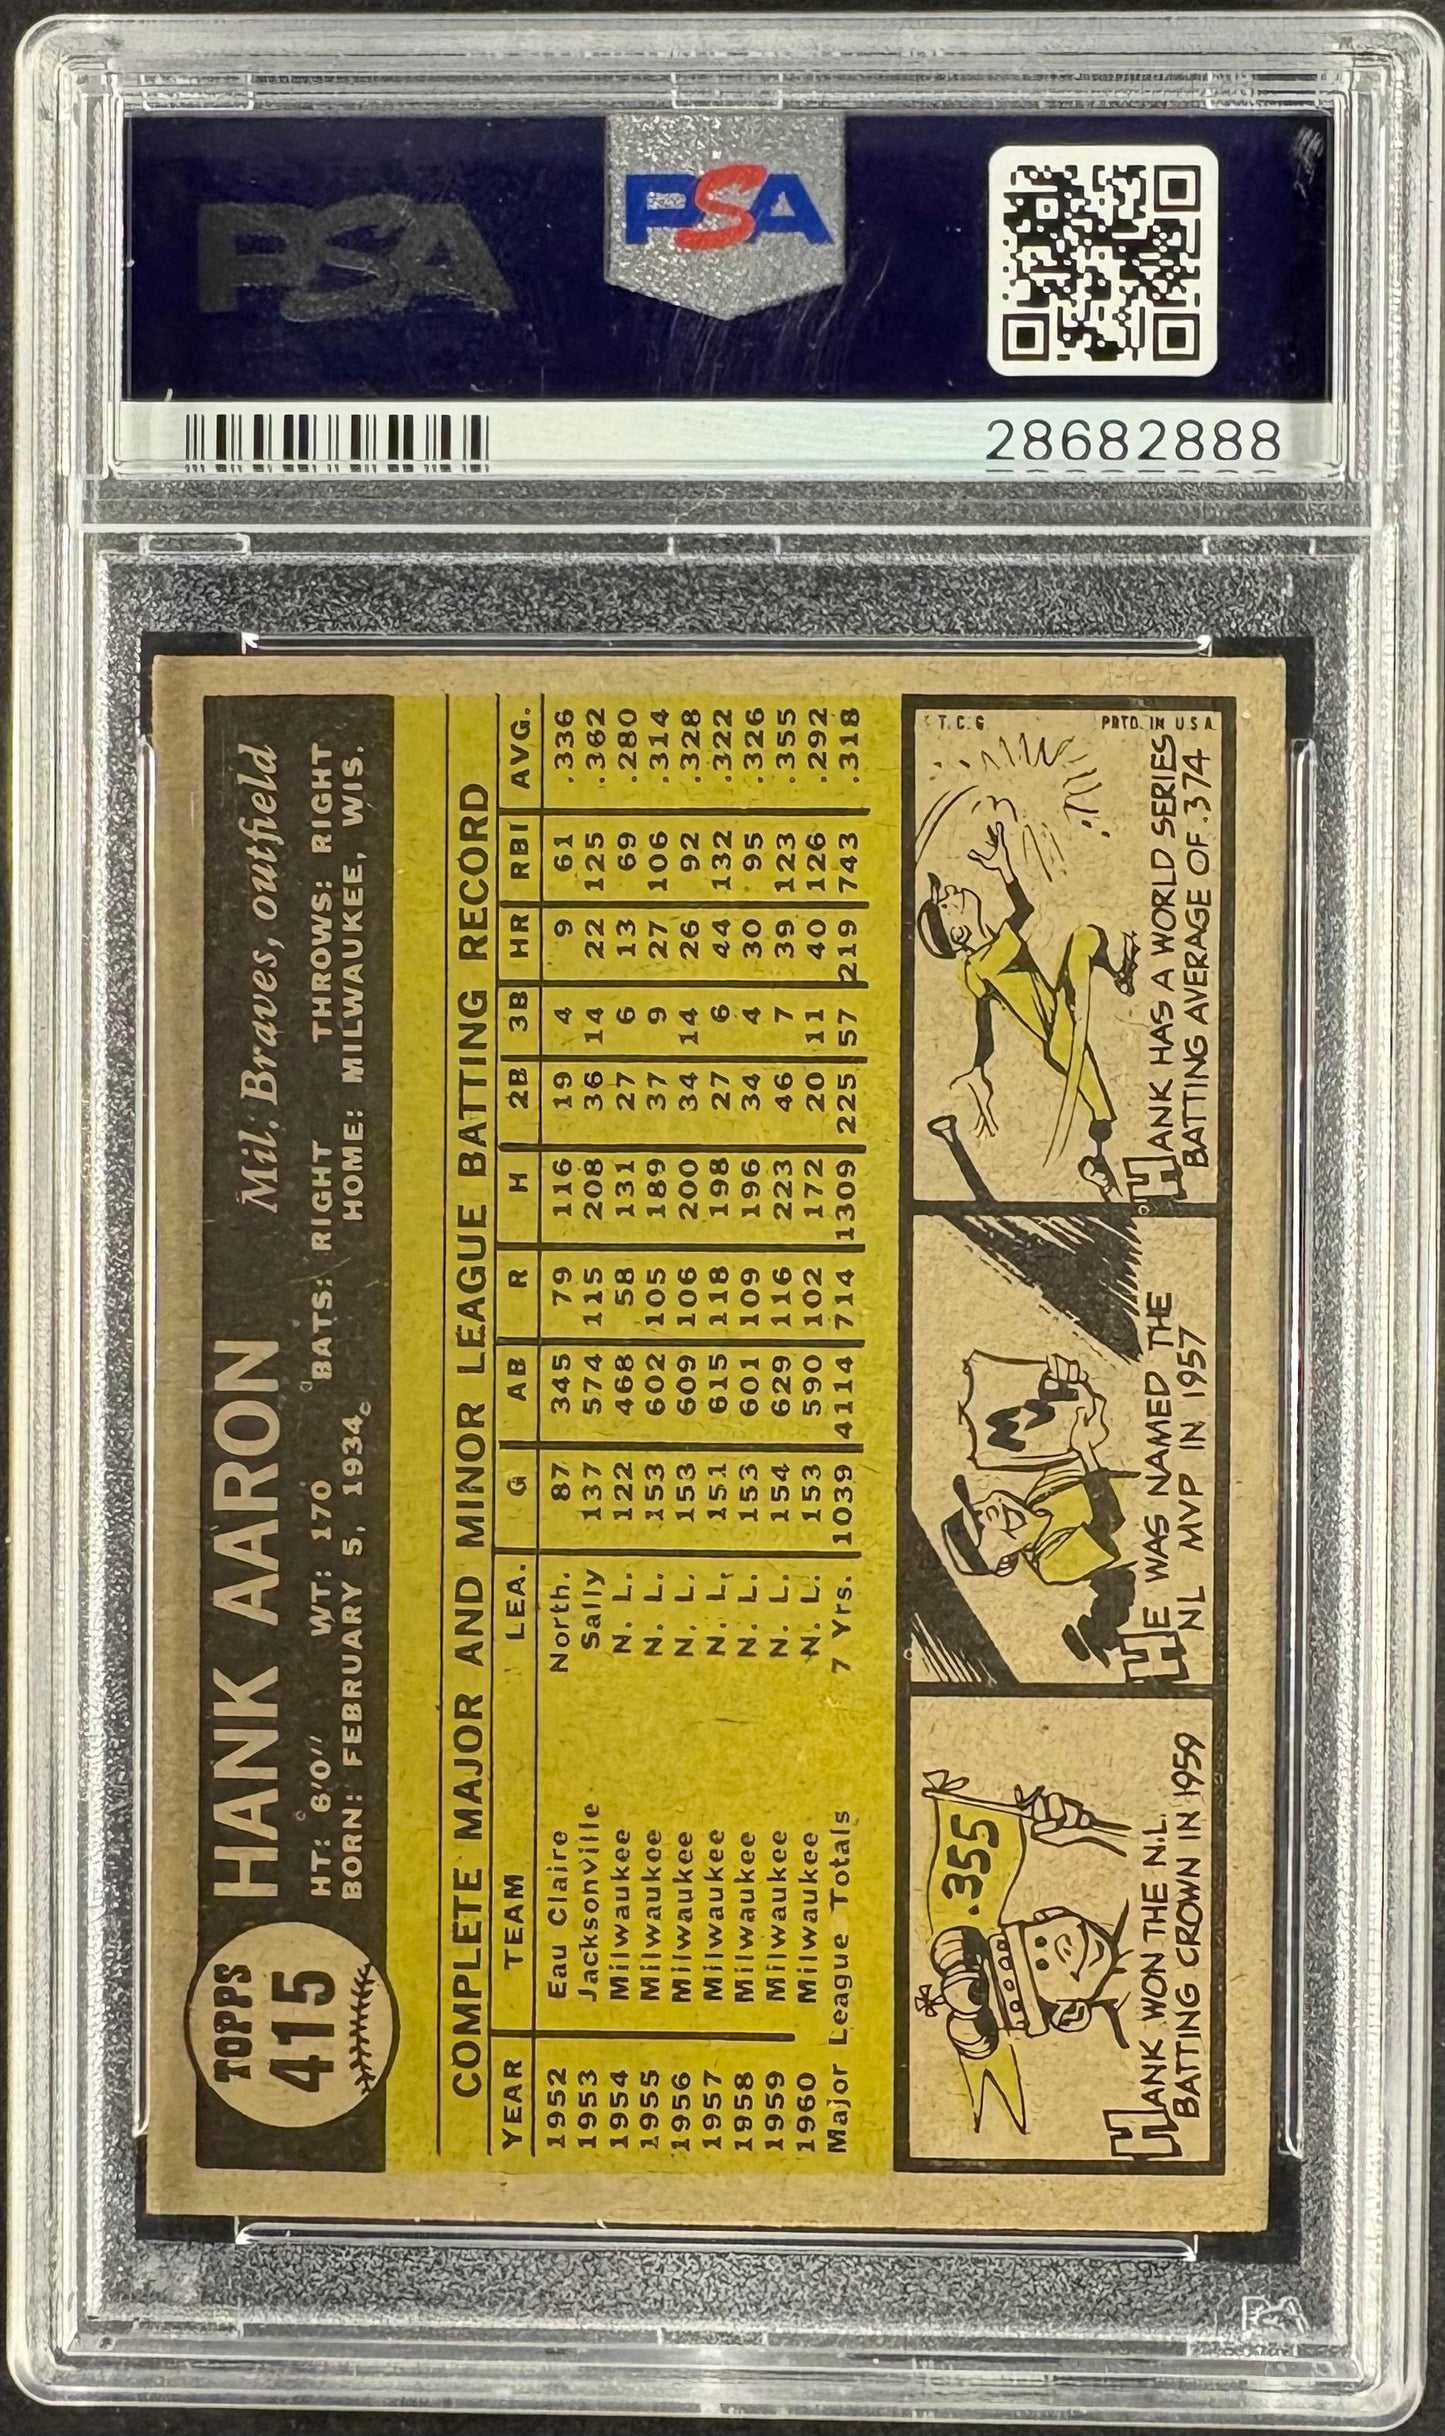 PSA
PSA
28682888
TOPPS
415
HANK AARON
Mil. Braves, outfield
HT: 6'0" WT: 170 BATS: RIGHT THROWS: RIGHT
BORN: FEBRUARY 5, 1934 HOME: MILWAUKEE, WIS.
COMPLETE MAJOR AND MINOR LEAGUE BATTING RECORD
YEAR TEAM LEA. G AB R H 2B 3B HR RBI AVG.
1952 Eau Claire North. 87 345 79 116 19 4 9 61 .336
1953 Jacksonville Sally 137 574 115 208 36 14 22 125 .362
1954 Milwaukee N. L. 122 468 58 131 27 6 13 69 .280
1955 Milwaukee N. L. 153 602 105 189 37 9 27 106 .314
1956 Milwaukee N. L. 153 609 106 200 34 14 26 92 .328
1957 Milwaukee N. L. 151 615 118 198 27 6 44 132 .322
1958 Milwaukee N. L. 153 601 109 196 34 4 30 95 .326
1959 Milwaukee N. L. 154 629 116 223 46 7 39 123 .355
1960 Milwaukee N. L. 153 590 102 172 20 11 40 126 .292
Major League Totals 7 Yrs. 1039 4114 714 1309 225 57 219 743 .318
.355
HANK WON THE N.L.
BATTING CROWN IN 1959
M
HE WAS NAMED THE
NL MVP IN 1957
T.C.G. PRTD. IN U.S.A.
HANK HAS A WORLD SERIES
BATTING AVERAGE OF .374
PSA